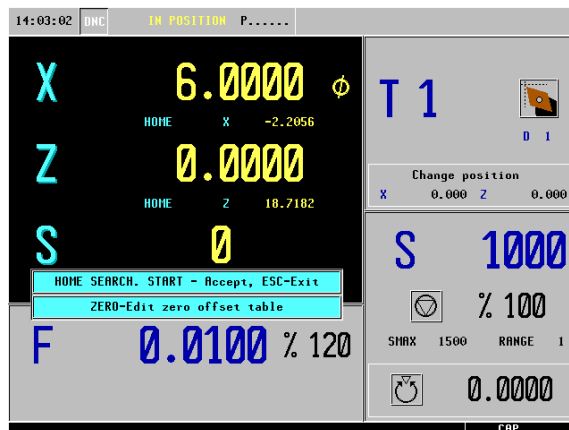 14:03:02 DNC IN POSITION P......
X 6.0000 ϕ
HOME X -2.2056
Z 0.0000
HOME Z 18.7182
S 0
HOME SEARCH. START - Accept, ESC-Exit
ZERO-Edit zero offset table
F 0.0100 % 120
T 1
D 1
Change position
X 0.000 Z 0.000
S 1000
% 100
SMAX 1500 RANGE 1
0.0000
CAP